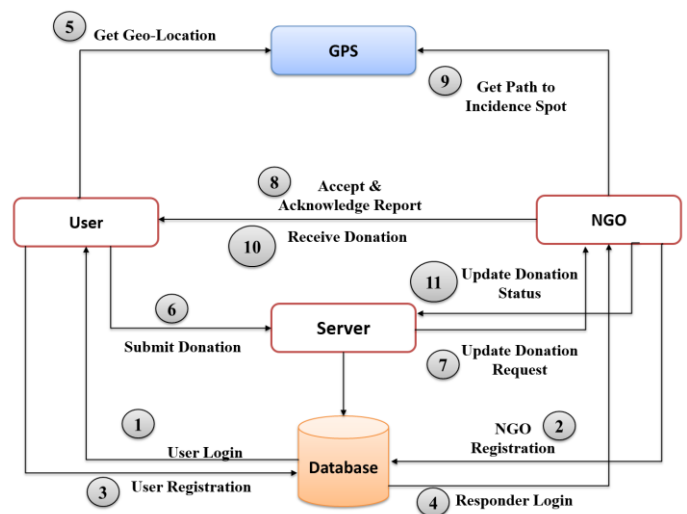 5
Get Geo-Location
GPS
9
Get Path to
Incidence Spot
8
Accept &
Acknowledge Report
User
NGO
10
Receive Donation
11
Update Donation
Status
6
Submit Donation
Server
7
Update Donation
Request
1
User Login
2
NGO
Registration
Database
3
User Registration
4
Responder Login